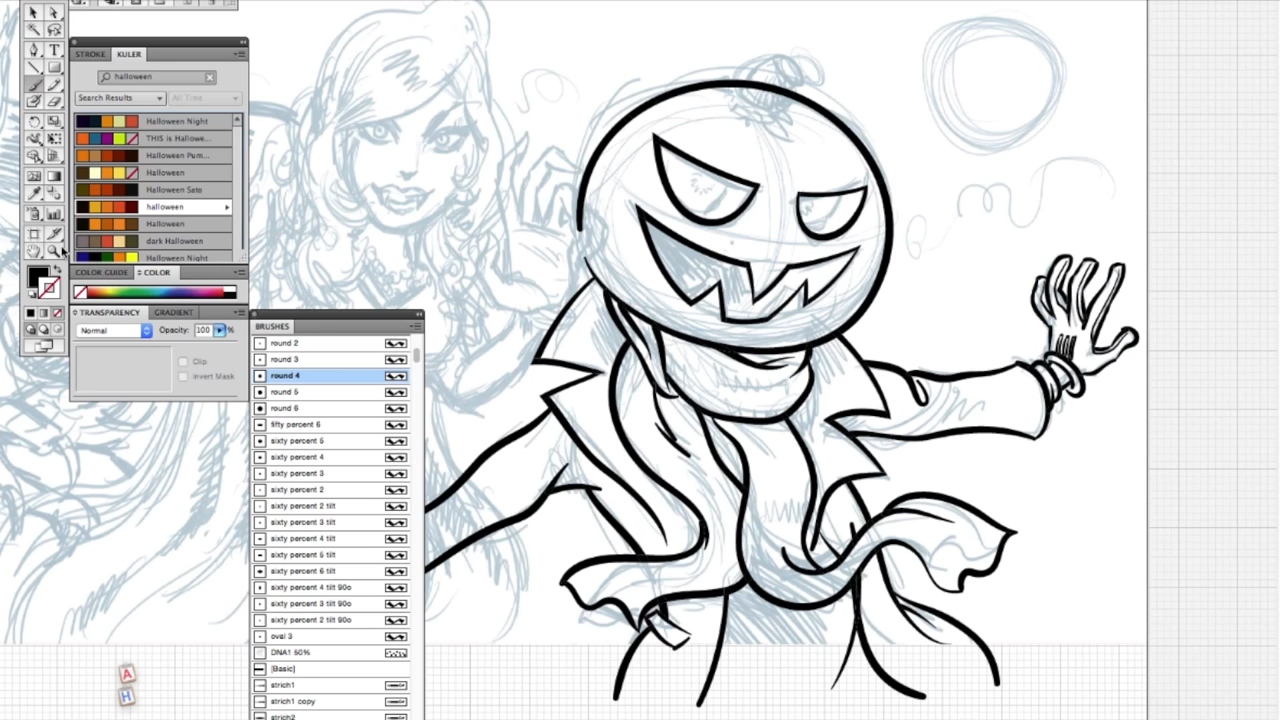 STROKE KULER
halloween
Search Results All Time
Halloween Night
THIS is Hallowe...
Halloween Pum...
Halloween
Halloween Sato
halloween
Halloween
dark Halloween
Halloween Night
COLOR GUIDE COLOR
TRANSPARENCY GRADIENT
Normal Opacity: 100 %
Clip
Invert Mask
BRUSHES
round 2
round 3
round 4
round 5
round 6
fifty percent 6
sixty percent 5
sixty percent 4
sixty percent 3
sixty percent 2
sixty percent 2 tilt
sixty percent 3 tilt
sixty percent 4 tilt
sixty percent 5 tilt
sixty percent 6 tilt
sixty percent 4 tilt 90o
sixty percent 3 tilt 90o
sixty percent 2 tilt 90o
oval 3
DNA1 50%
[Basic]
strich1
strich1 copy
strich2
A
H